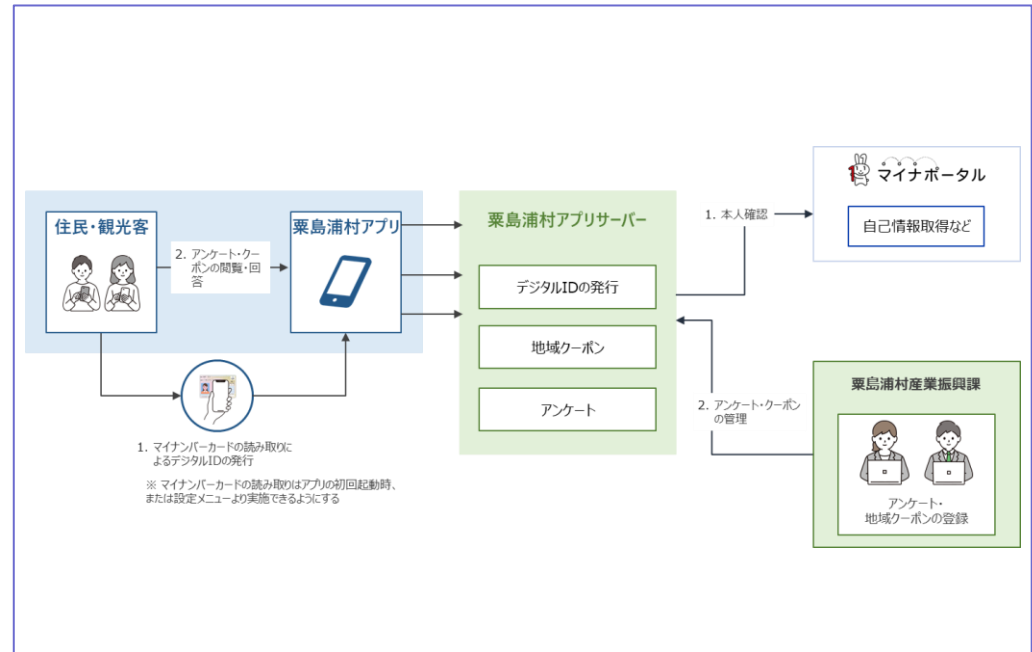 住民・観光客
2. アンケート・クー
ポンの閲覧・回
答
粟島浦村アプリ
1. マイナンバーカードの読み取りに
よるデジタルIDの発行
※ マイナンバーカードの読み取りはアプリの初回起動時、
または設定メニューより実施できるようにする
粟島浦村アプリサーバー
デジタルIDの発行
地域クーポン
アンケート
1. 本人確認
マイナポータル
自己情報取得など
2. アンケート・クーポン
の管理
粟島浦村産業振興課
アンケート・
地域クーポンの登録